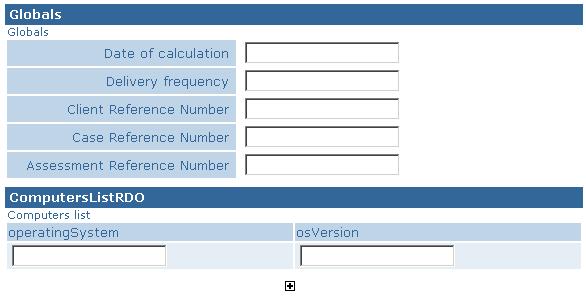 Globals
Globals
Date of calculation
Delivery frequency
Client Reference Number
Case Reference Number
Assessment Reference Number
ComputersListRDO
Computers list
operatingSystem osVersion